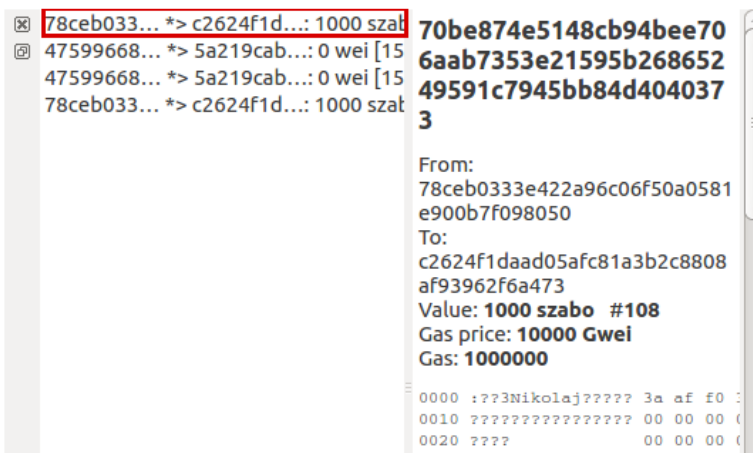 78ceb033... *> c2624f1d...: 1000 szab
47599668... *> 5a219cab...: 0 wei [15
47599668... *> 5a219cab...: 0 wei [15
78ceb033... *> c2624f1d...: 1000 szab
70be874e5148cb94bee70
6aab7353e21595b268652
49591c7945bb84d404037
3
From:
78ceb0333e422a96c06f50a0581
e900b7f098050
To:
c2624f1daad05afc81a3b2c8808
af93962f6a473
Value: 1000 szabo #108
Gas price: 10000 Gwei
Gas: 1000000
0000 :??3Nikolaj????? 3a af f0
0010 ???????????????? 00 00 00
0020 ???? 00 00 00